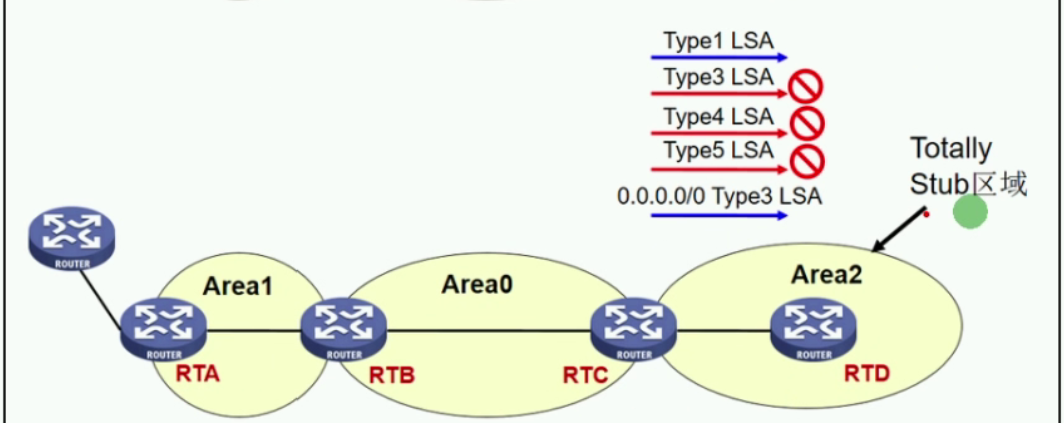 Type1 LSA
Type3 LSA
Type4 LSA
Type5 LSA
0.0.0.0/0 Type3 LSA
Totally
Stub区域
ROUTER
Area1
Area0
Area2
ROUTER
ROUTER
ROUTER
ROUTER
RTA
RTB
RTC
RTD